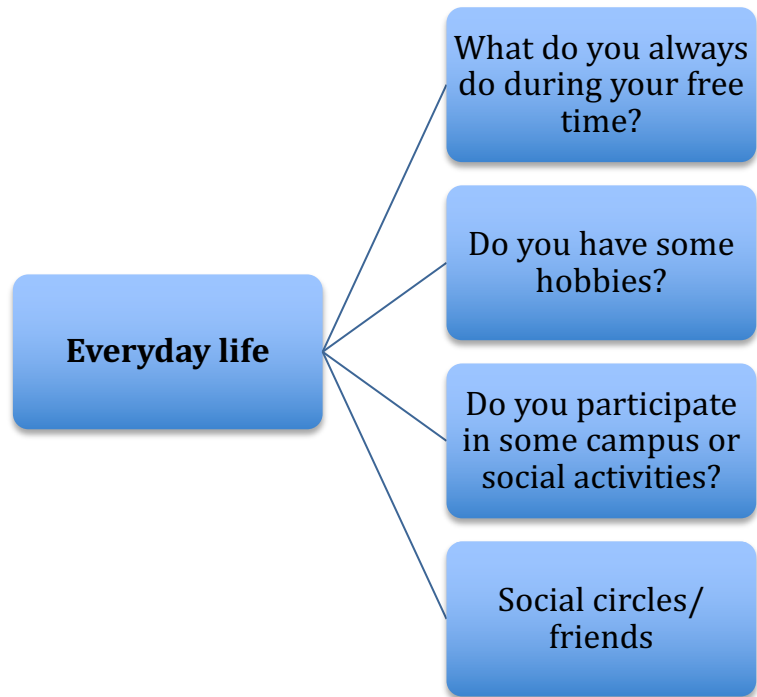 What do you always
do during your free
time?
Do you have some
hobbies?
Everyday life
Do you participate
in some campus or
social activities?
Social circles/
friends